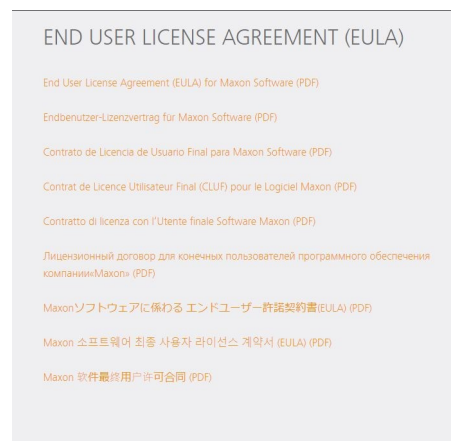 END USER LICENSE AGREEMENT (EULA)
End User License Agreement (EULA) for Maxon Software (PDF)
Endbenutzer-Lizenzvertrag für Maxon Software (PDF)
Contrato de Licencia de Usuario Final para Maxon Software (PDF)
Contrat de Licence Utilisateur Final (CLUF) pour le Logiciel Maxon (PDF)
Contratto di licenza con l'Utente finale Software Maxon (PDF)
Лицензионный договор для конечных пользователей программного обеспечения
компании«Maxon» (PDF)
Maxonソフトウェアに係わる エンドユーザー許諾契約書(EULA) (PDF)
Maxon 소프트웨어 최종 사용자 라이선스 계약서 (EULA) (PDF)
Maxon 软件最终用户许可合同 (PDF)